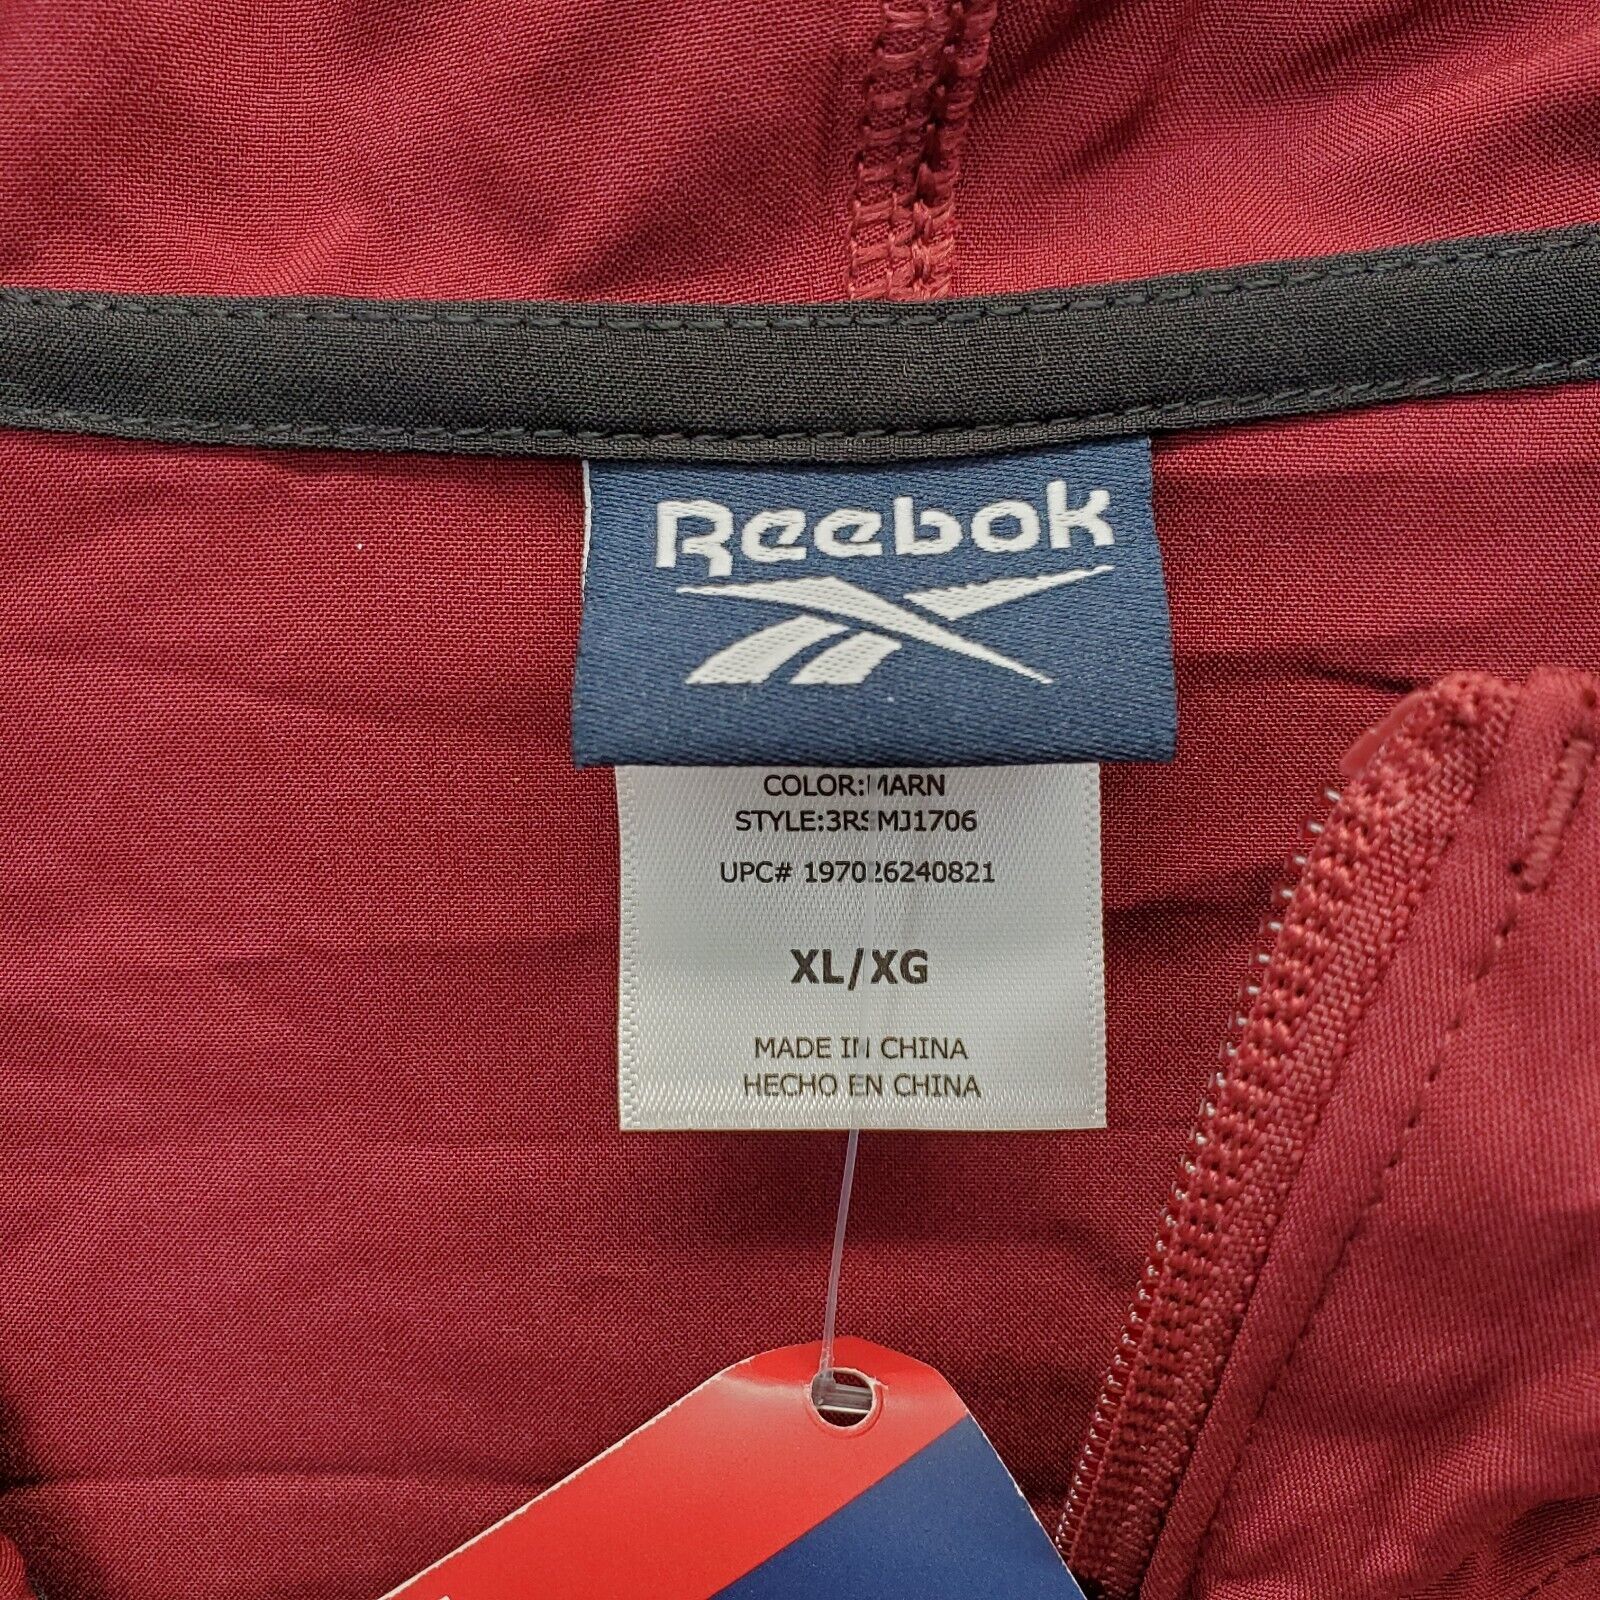 Reebok
COLOR:MARN
STYLE:3RSMJ1706
UPC# 197026240821
XL/XG
MADE IN CHINA
HECHO EN CHINA